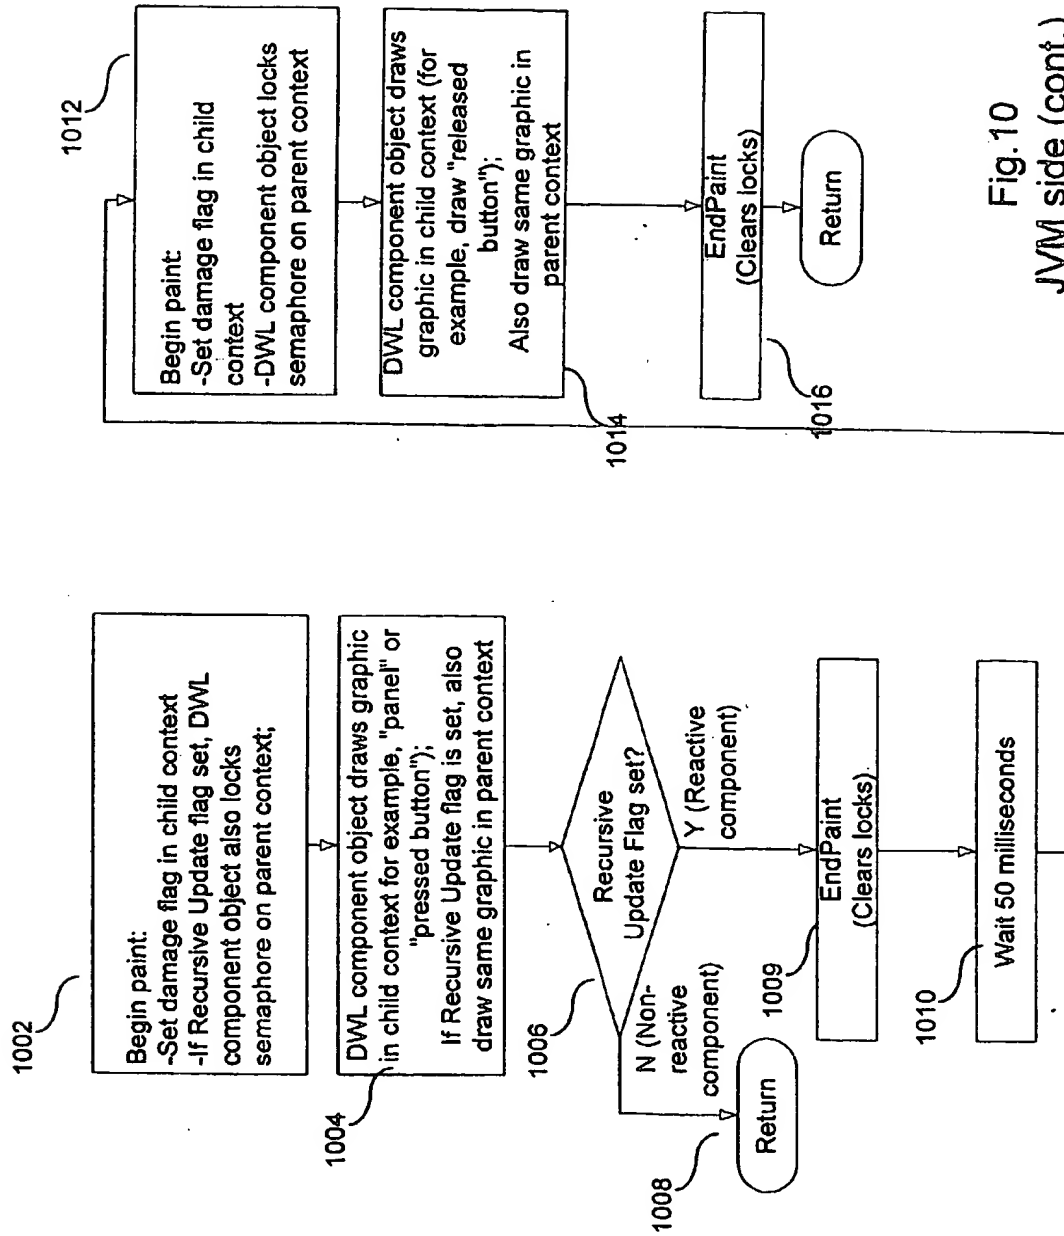 1002
Begin paint:
-Set damage flag in child context
-If Recursive Update flag set, DWL
component object also locks
semaphore on parent context;
1004
DWL component object draws graphic
in child context for example, "panel" or
"pressed button");
If Recursive Update flag is set, also
draw same graphic in parent context
1006
Recursive
Update Flag set?
N (Non-
reactive
component)
Y (Reactive
component)
1008
Return
1009
EndPaint
(Clears locks)
1010
Wait 50 milliseconds
1012
Begin paint:
-Set damage flag in child
context
-DWL component object locks
semaphore on parent context
DWL component object draws
graphic in child context (for
example, draw "released
button");
Also draw same graphic in
parent context
1014
EndPaint
(Clears locks)
1016
Return
Fig.10
JVM side (cont.)